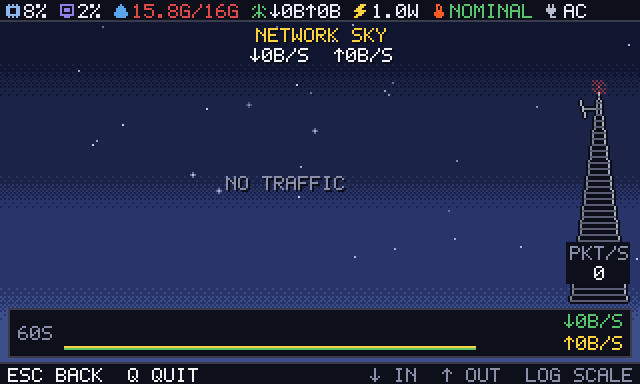 8% 2% 15.8G/16G ↓0B↑0B 1.0W NOMINAL AC
NETWORK SKY
↓0B/S ↑0B/S
NO TRAFFIC
PKT/S
0
60S
↓0B/S
↑0B/S
ESC BACK Q QUIT ↓ IN ↑ OUT LOG SCALE